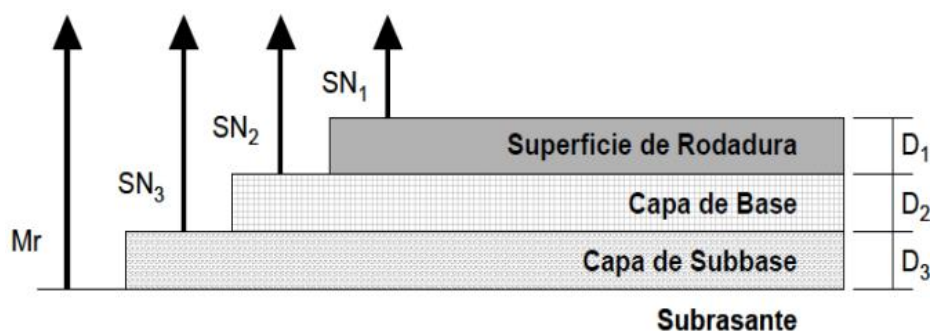 SN1
SN2
SN3
Mr
Superficie de Rodadura
Capa de Base
Capa de Subbase
Subrasante
D1
D2
D3